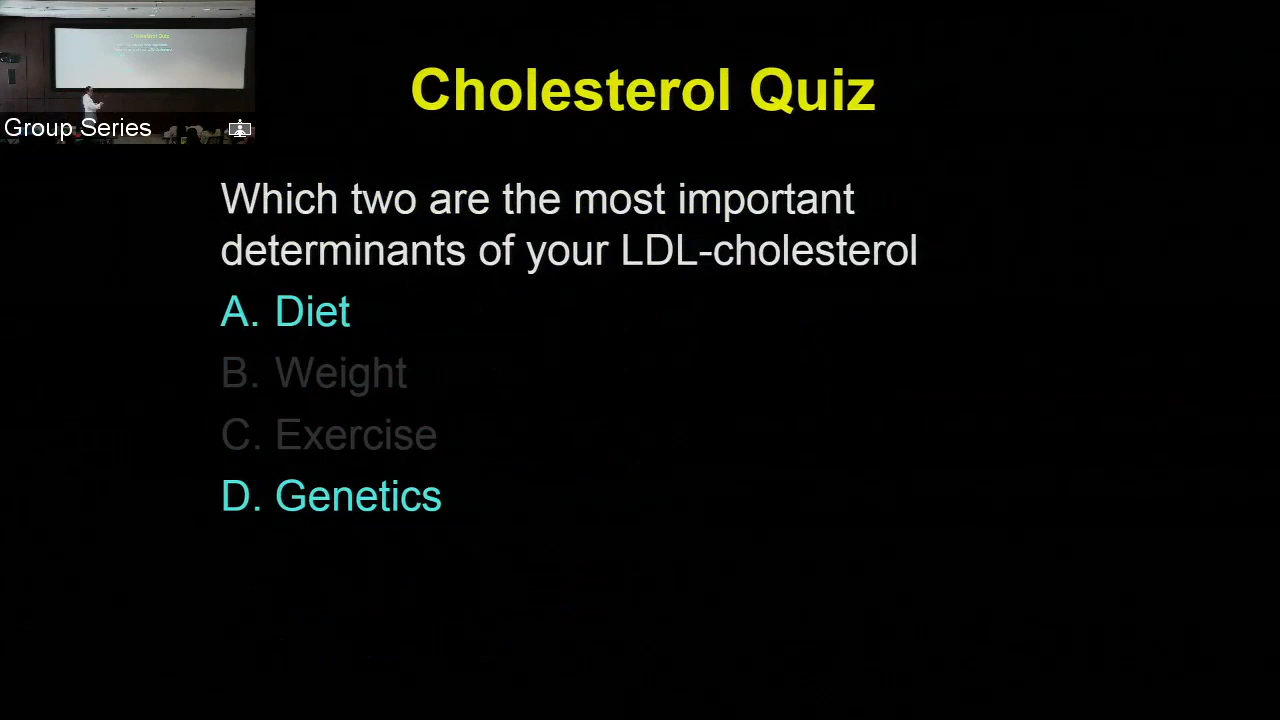 Cholesterol Quiz
Group Series
Which two are the most important
determinants of your LDL-cholesterol
A. Diet
B. Weight
C. Exercise
D. Genetics